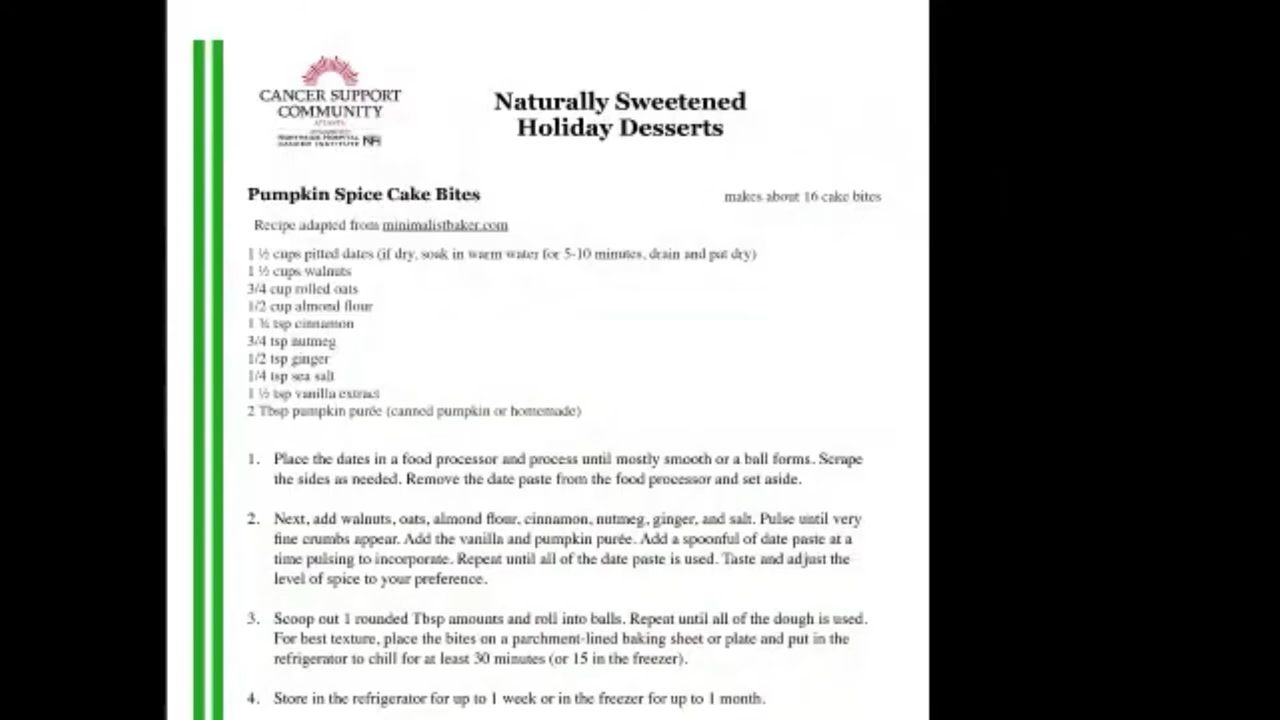 CANCER SUPPORT
COMMUNITY
ATLANTA
NORTHSIDE HOSPITAL
CANCER INSTITUTE NH
Naturally Sweetened
Holiday Desserts
Pumpkin Spice Cake Bites
makes about 16 cake bites
Recipe adapted from minimalistbaker.com
1 ½ cups pitted dates (if dry, soak in warm water for 5-10 minutes, drain and pat dry)
1 ½ cups walnuts
3/4 cup rolled oats
1/2 cup almond flour
1 tsp cinnamon
3/4 tsp nutmeg
1/2 tsp ginger
1/4 tsp sea salt
1 ½ tsp vanilla extract
2 Tbsp pumpkin purée (canned pumpkin or homemade)
1. Place the dates in a food processor and process until mostly smooth or a ball forms. Scrape
the sides as needed. Remove the date paste from the food processor and set aside.
2. Next, add walnuts, oats, almond flour, cinnamon, nutmeg, ginger, and salt. Pulse until very
fine crumbs appear. Add the vanilla and pumpkin purée. Add a spoonful of date paste at a
time pulsing to incorporate. Repeat until all of the date paste is used. Taste and adjust the
level of spice to your preference.
3. Scoop out 1 rounded Tbsp amounts and roll into balls. Repeat until all of the dough is used.
For best texture, place the bites on a parchment-lined baking sheet or plate and put in the
refrigerator to chill for at least 30 minutes (or 15 in the freezer).
4. Store in the refrigerator for up to 1 week or in the freezer for up to 1 month.